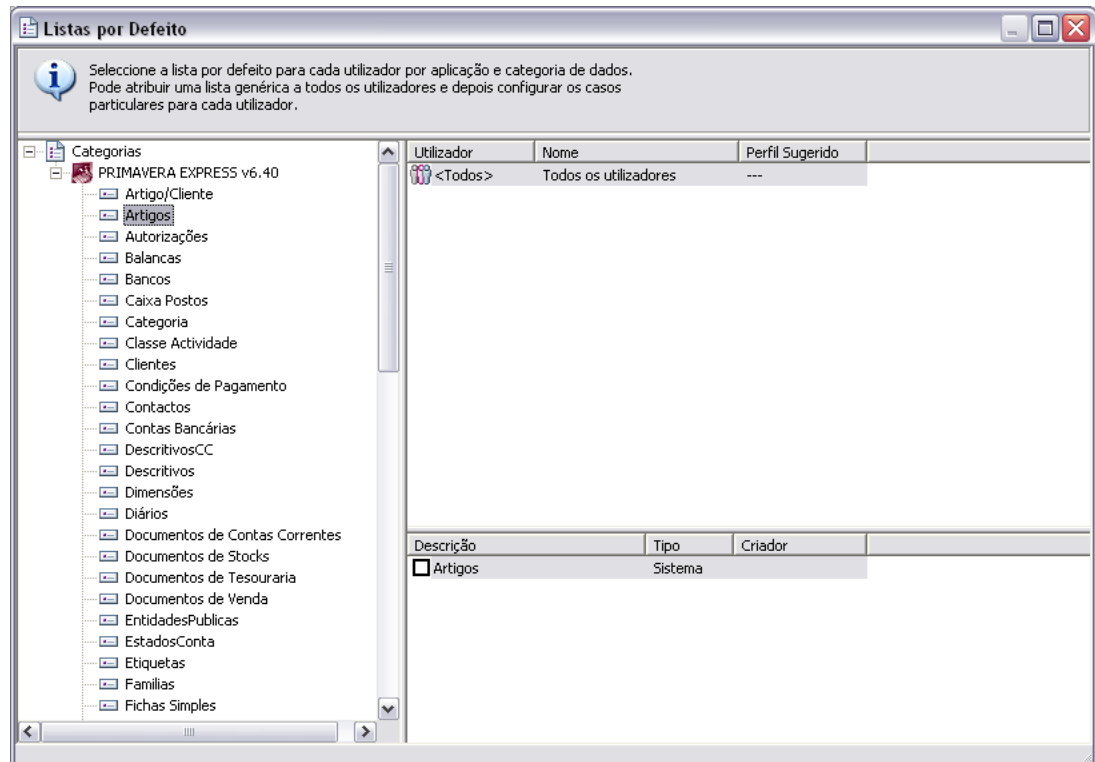 Listas por Defeito
Seleccione a lista por defeito para cada utilizador por aplicação e categoria de dados.
Pode atribuir uma lista genérica a todos os utilizadores e depois configurar os casos
particulares para cada utilizador.
Categorias
PRIMAVERA EXPRESS v6.40
Artigo/Cliente
Artigos
Autorizações
Balancas
Bancos
Caixa Postos
Categoria
Classe Actividade
Clientes
Condições de Pagamento
Contactos
Contas Bancárias
DescritivosCC
Descritivos
Dimensões
Diários
Documentos de Contas Correntes
Documentos de Stocks
Documentos de Tesouraria
Documentos de Venda
EntidadesPublicas
EstadosConta
Etiquetas
Familias
Fichas Simples
Utilizador Nome Perfil Sugerido
<Todos> Todos os utilizadores ---
Descrição Tipo Criador
Artigos Sistema